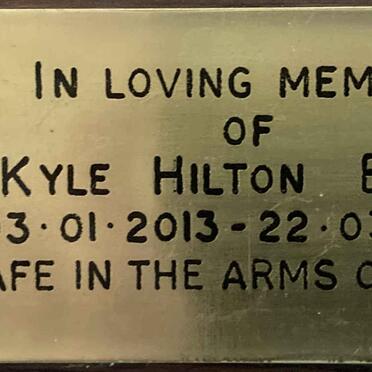 IN LOVING MEM
OF
KYLE HILTON
3·01·2013-22·0
AFE IN THE ARMS